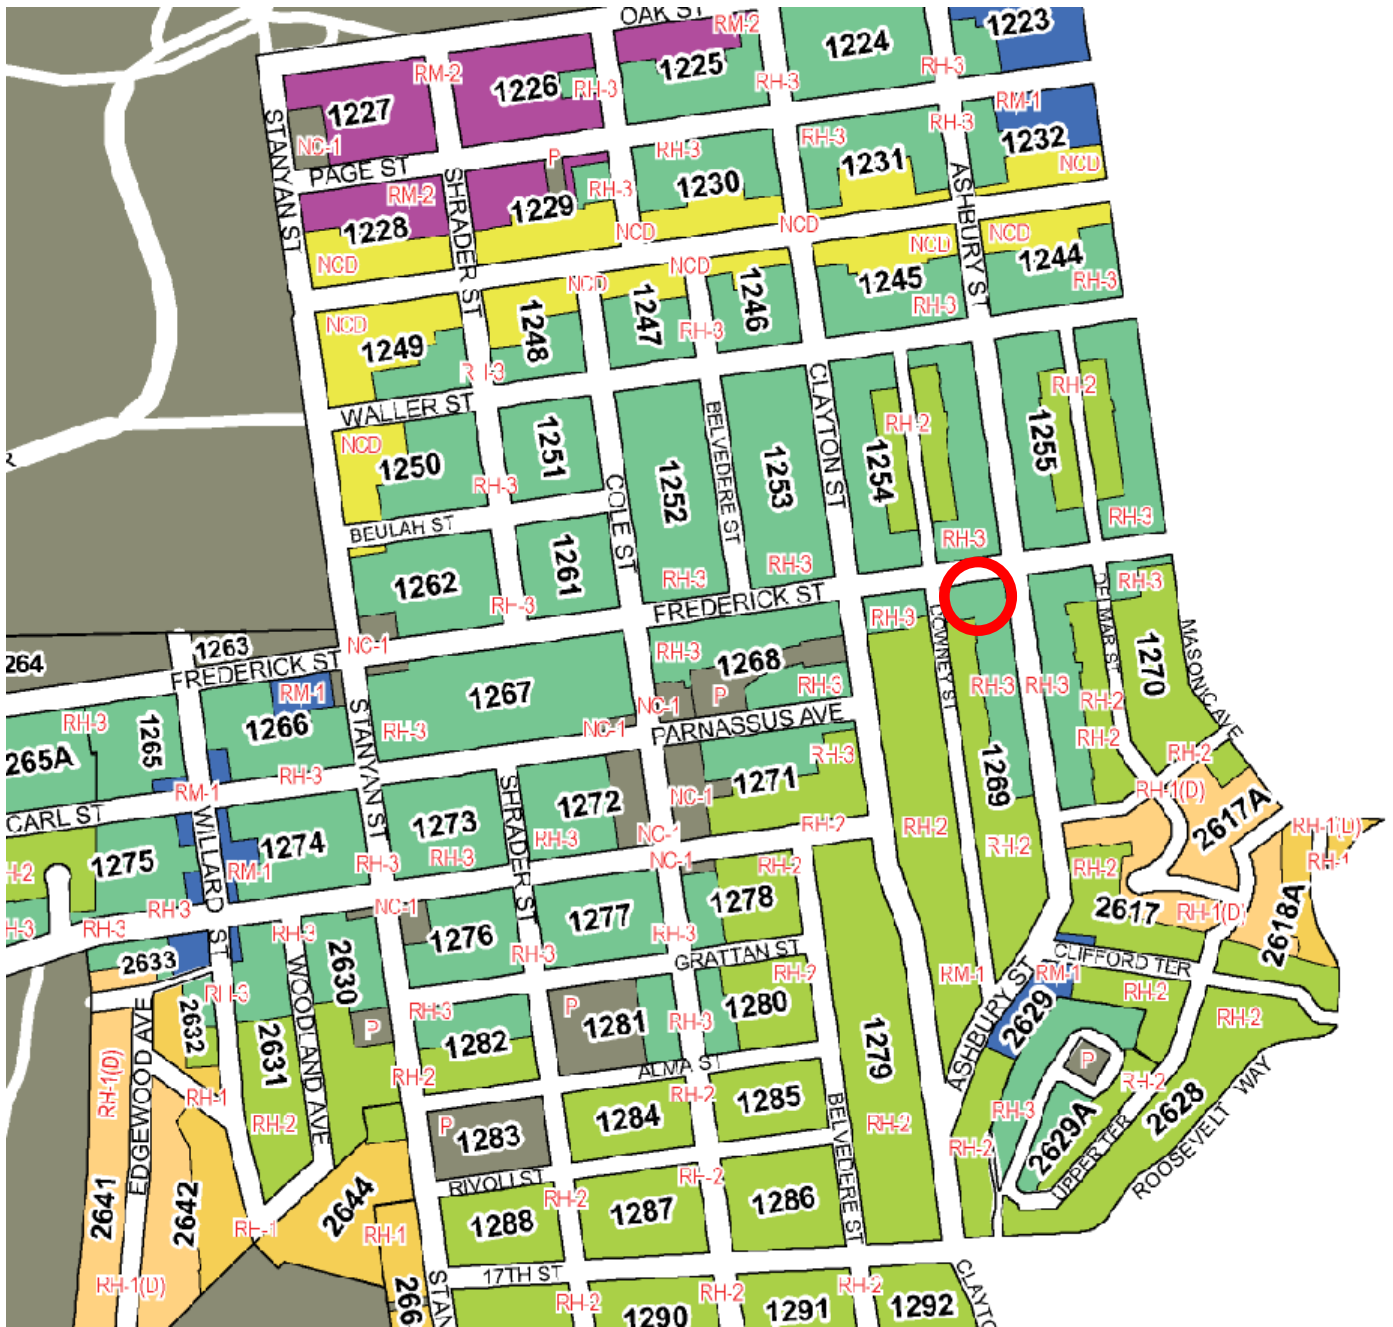 OAK ST
RM-2
1223
1224
1225
RM-2
1226
RH-3
RH-3
RH-3
1227
RM-1
NC-1
1232
RH-3
RH-3
1231
NCD
STANYAN ST
PAGE ST
P
RH-3
1230
RH-3
ASHBURY ST
RM-2
SHRADER ST
1229
1228
NCD
NCD
NCD
NCD
1244
NCD
NCD
NCD
1245
RH-3
RH-3
1246
1247
1248
NCD
1249
RH-3
RH-3
WALLER ST
CLAYTON ST
RH-2
RH-2
BELVEDERE ST
NCD
1250
1251
1252
1253
1254
1255
RH-3
COLE ST
BEULAH ST
RH-3
RH-3
RH-3
RH-3
1261
1262
RH-3
FREDERICK ST
RH-3
RH-3
DOWNEY ST
DELMAR ST
MASONIC AVE
1270
NC-1
1263
264
FREDERICK ST
RH-3
1268
P
RH-3
RH-3
RH-3
RH-2
RM-1
1267
1266
1265
RH-3
265A
STANYAN ST
RH-3
NC-1
NC-1
PARNASSUS AVE
RH-2
RH-2
RH-3
1271
1269
RH-3
RM-1
CARL ST
WILLARD ST
SHRADER ST
1272
NC-1
RH-1(D)
2617A
RH-1(D)
RH-1
1273
RH-3
NC-1
RH-2
RH-2
RH-2
1274
1275
RH-3
RH-3
NC-1
RH-2
RH-2
H-2
RM-1
1278
2617
RH-1(D)
2618A
RH-3
NC-1
1277
1276
RH-3
RH-3
H-3
RH-3
RH-3
2633
WOODLAND AVE
2630
GRATTAN ST
RH-2
RM-1
CLIFFORD TER
RM-1
RH-2
ASHBURY ST
2629
RH-2
RH-3
2632
EDGEWOOD AVE
RH-3
P
P
1281
1280
RH-3
2631
1282
1279
ALMA ST
P
RH-2
RH-1(D)
RH-1
RH-2
RH-2
1285
1284
RH-3
2629A
2628
ROOSEVELT WAY
UPPER TER
RH-2
P
1283
BELVEDERE ST
RH-2
RH-2
RIVOLI ST
RH-2
RH-2
2641
2642
2644
RH-1
RH-1
1288
1287
1286
17TH ST
RH-1(D)
266
STAN
RH-2
RH-2
RH-2
CLAYTO
1290
1291
1292